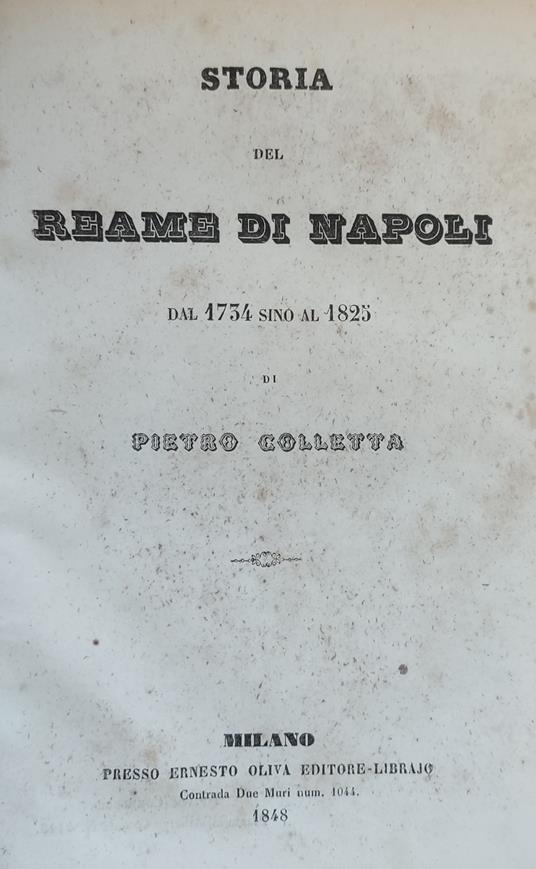 STORIA
DEL
REAME DI NAPOLI
DAL 1734 SINO AL 1825
DI
PIETRO COLLETTA
MILANO
PRESSO ERNESTO OLIVA EDITORE-LIBRAJO
Contrada Due Muri num. 1044.
1848